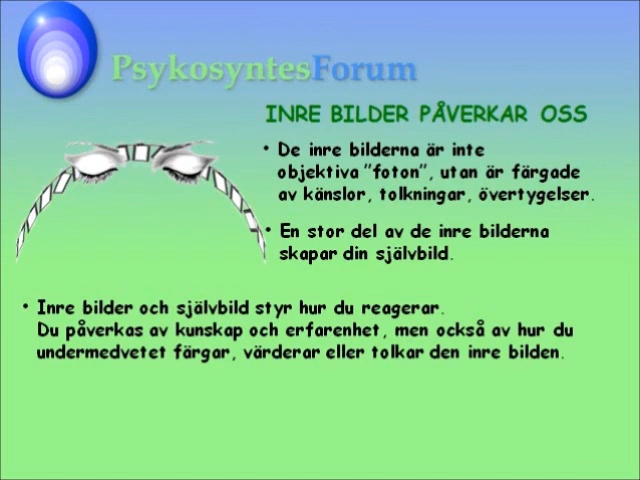 PsykosyntesForum
INRE BILDER PÅVERKAR OSS
• De inre bilderna är inte
objektiva "foton", utan är färgade
av känslor, tolkningar, övertygelser.
• En stor del av de inre bilderna
skapar din självbild.
• Inre bilder och självbild styr hur du reagerar.
Du påverkas av kunskap och erfarenhet, men också av hur du
undermedvetet färgar, värderar eller tolkar den inre bilden.